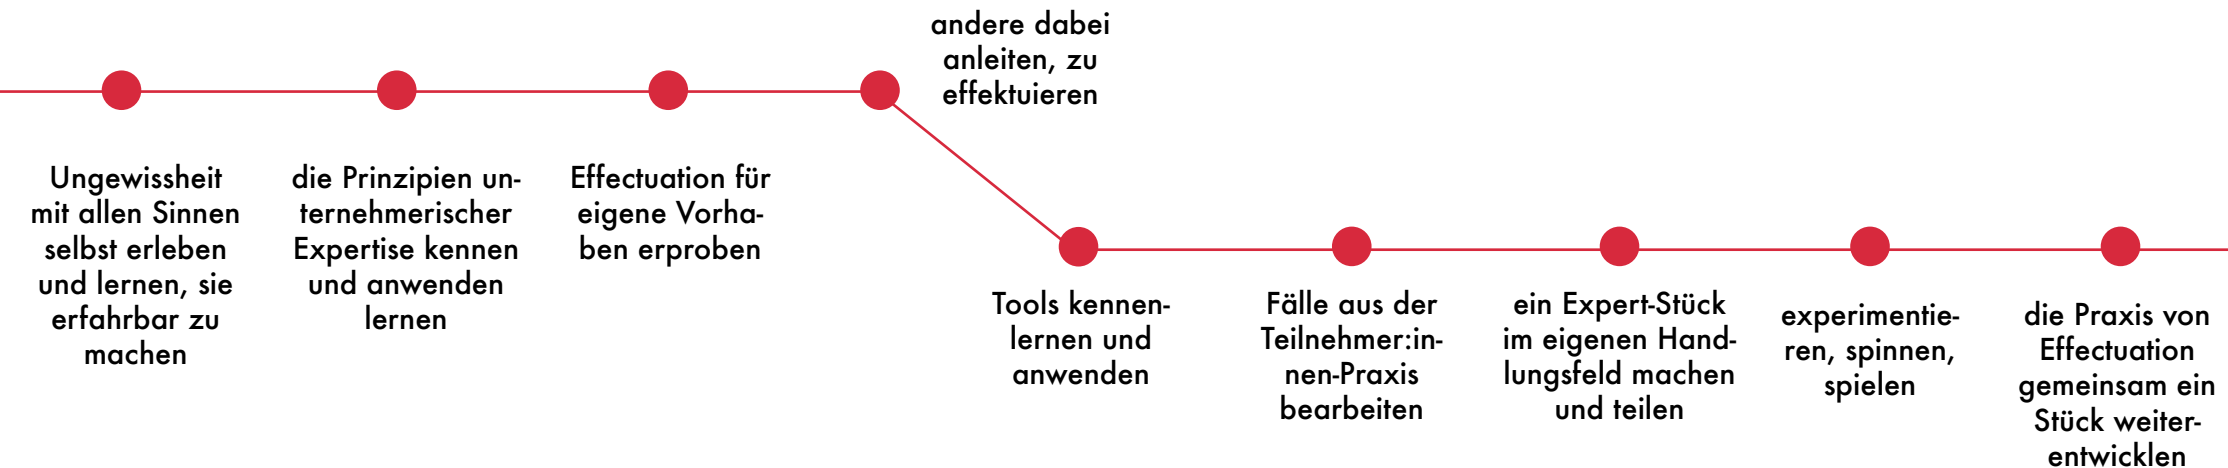 Ungewissheit
mit allen Sinnen
selbst erleben
und lernen, sie
erfahrbar zu
machen
die Prinzipien un-
ternehmerischer
Expertise kennen
und anwenden
lernen
Effectuation für
eigene Vorha-
ben erproben
andere dabei
anleiten, zu
effektuieren
Tools kennen-
lernen und
anwenden
Fälle aus der
Teilnehmer:in-
nen-Praxis
bearbeiten
ein Expert-Stück
im eigenen Hand-
lungsfeld machen
und teilen
experimentie-
ren, spinnen,
spielen
die Praxis von
Effectuation
gemeinsam ein
Stück weiter-
entwicklen